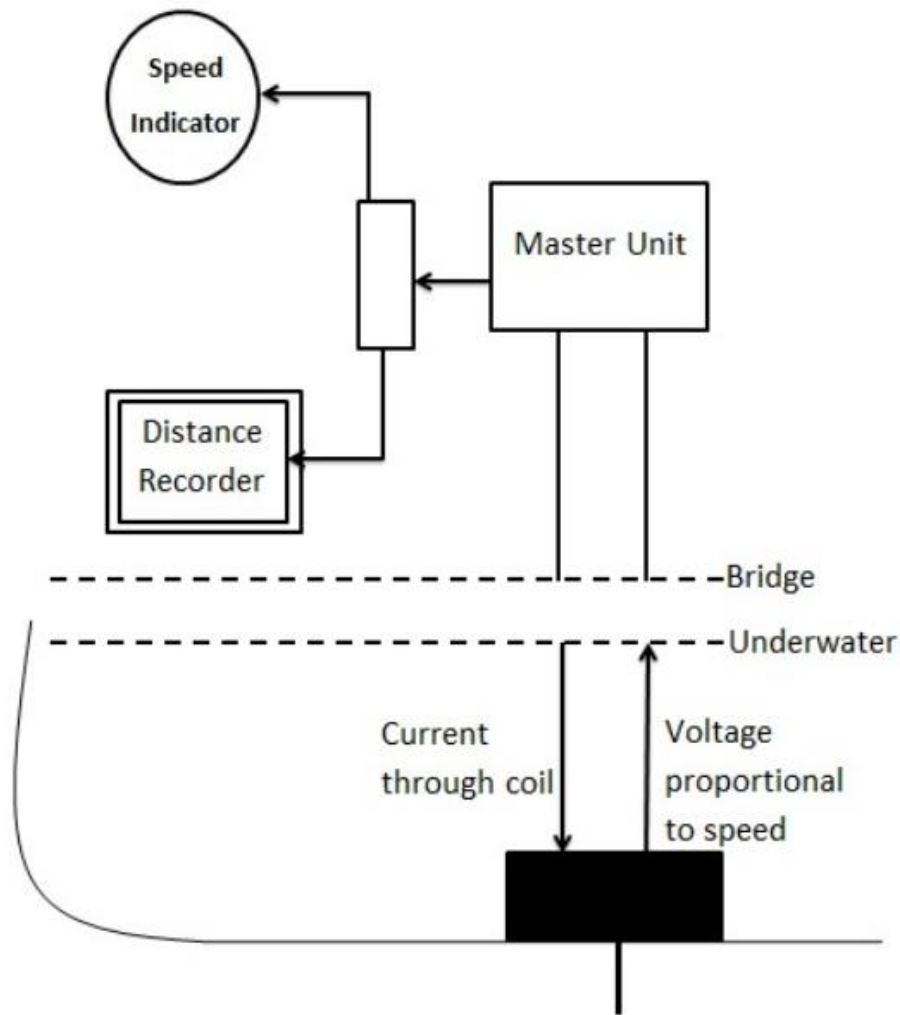 Speed
Indicator
Master Unit
Distance
Recorder
Bridge
Underwater
Current
through coil
Voltage
proportional
to speed